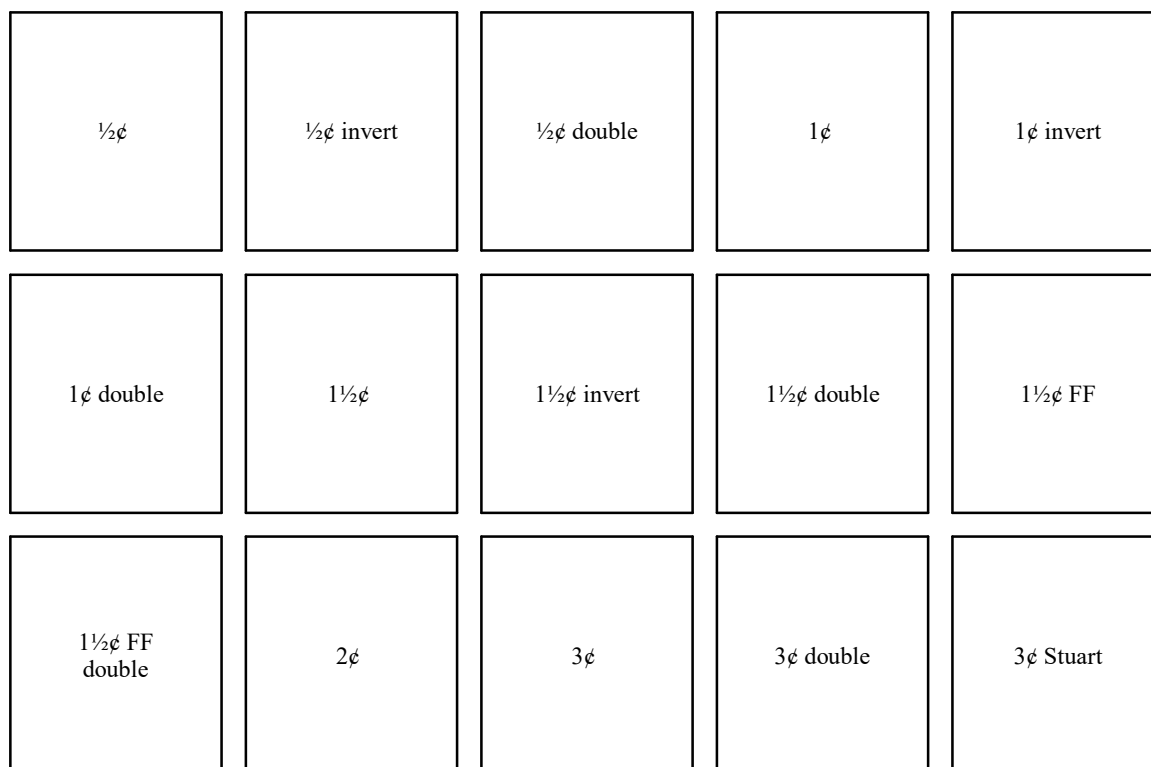 ½¢
½¢ invert
½¢ double
1¢
1¢ invert
1¢ double
1½¢
1½¢ invert
1½¢ double
1½¢ FF
1½¢ FF
double
2¢
3¢
3¢ double
3¢ Stuart